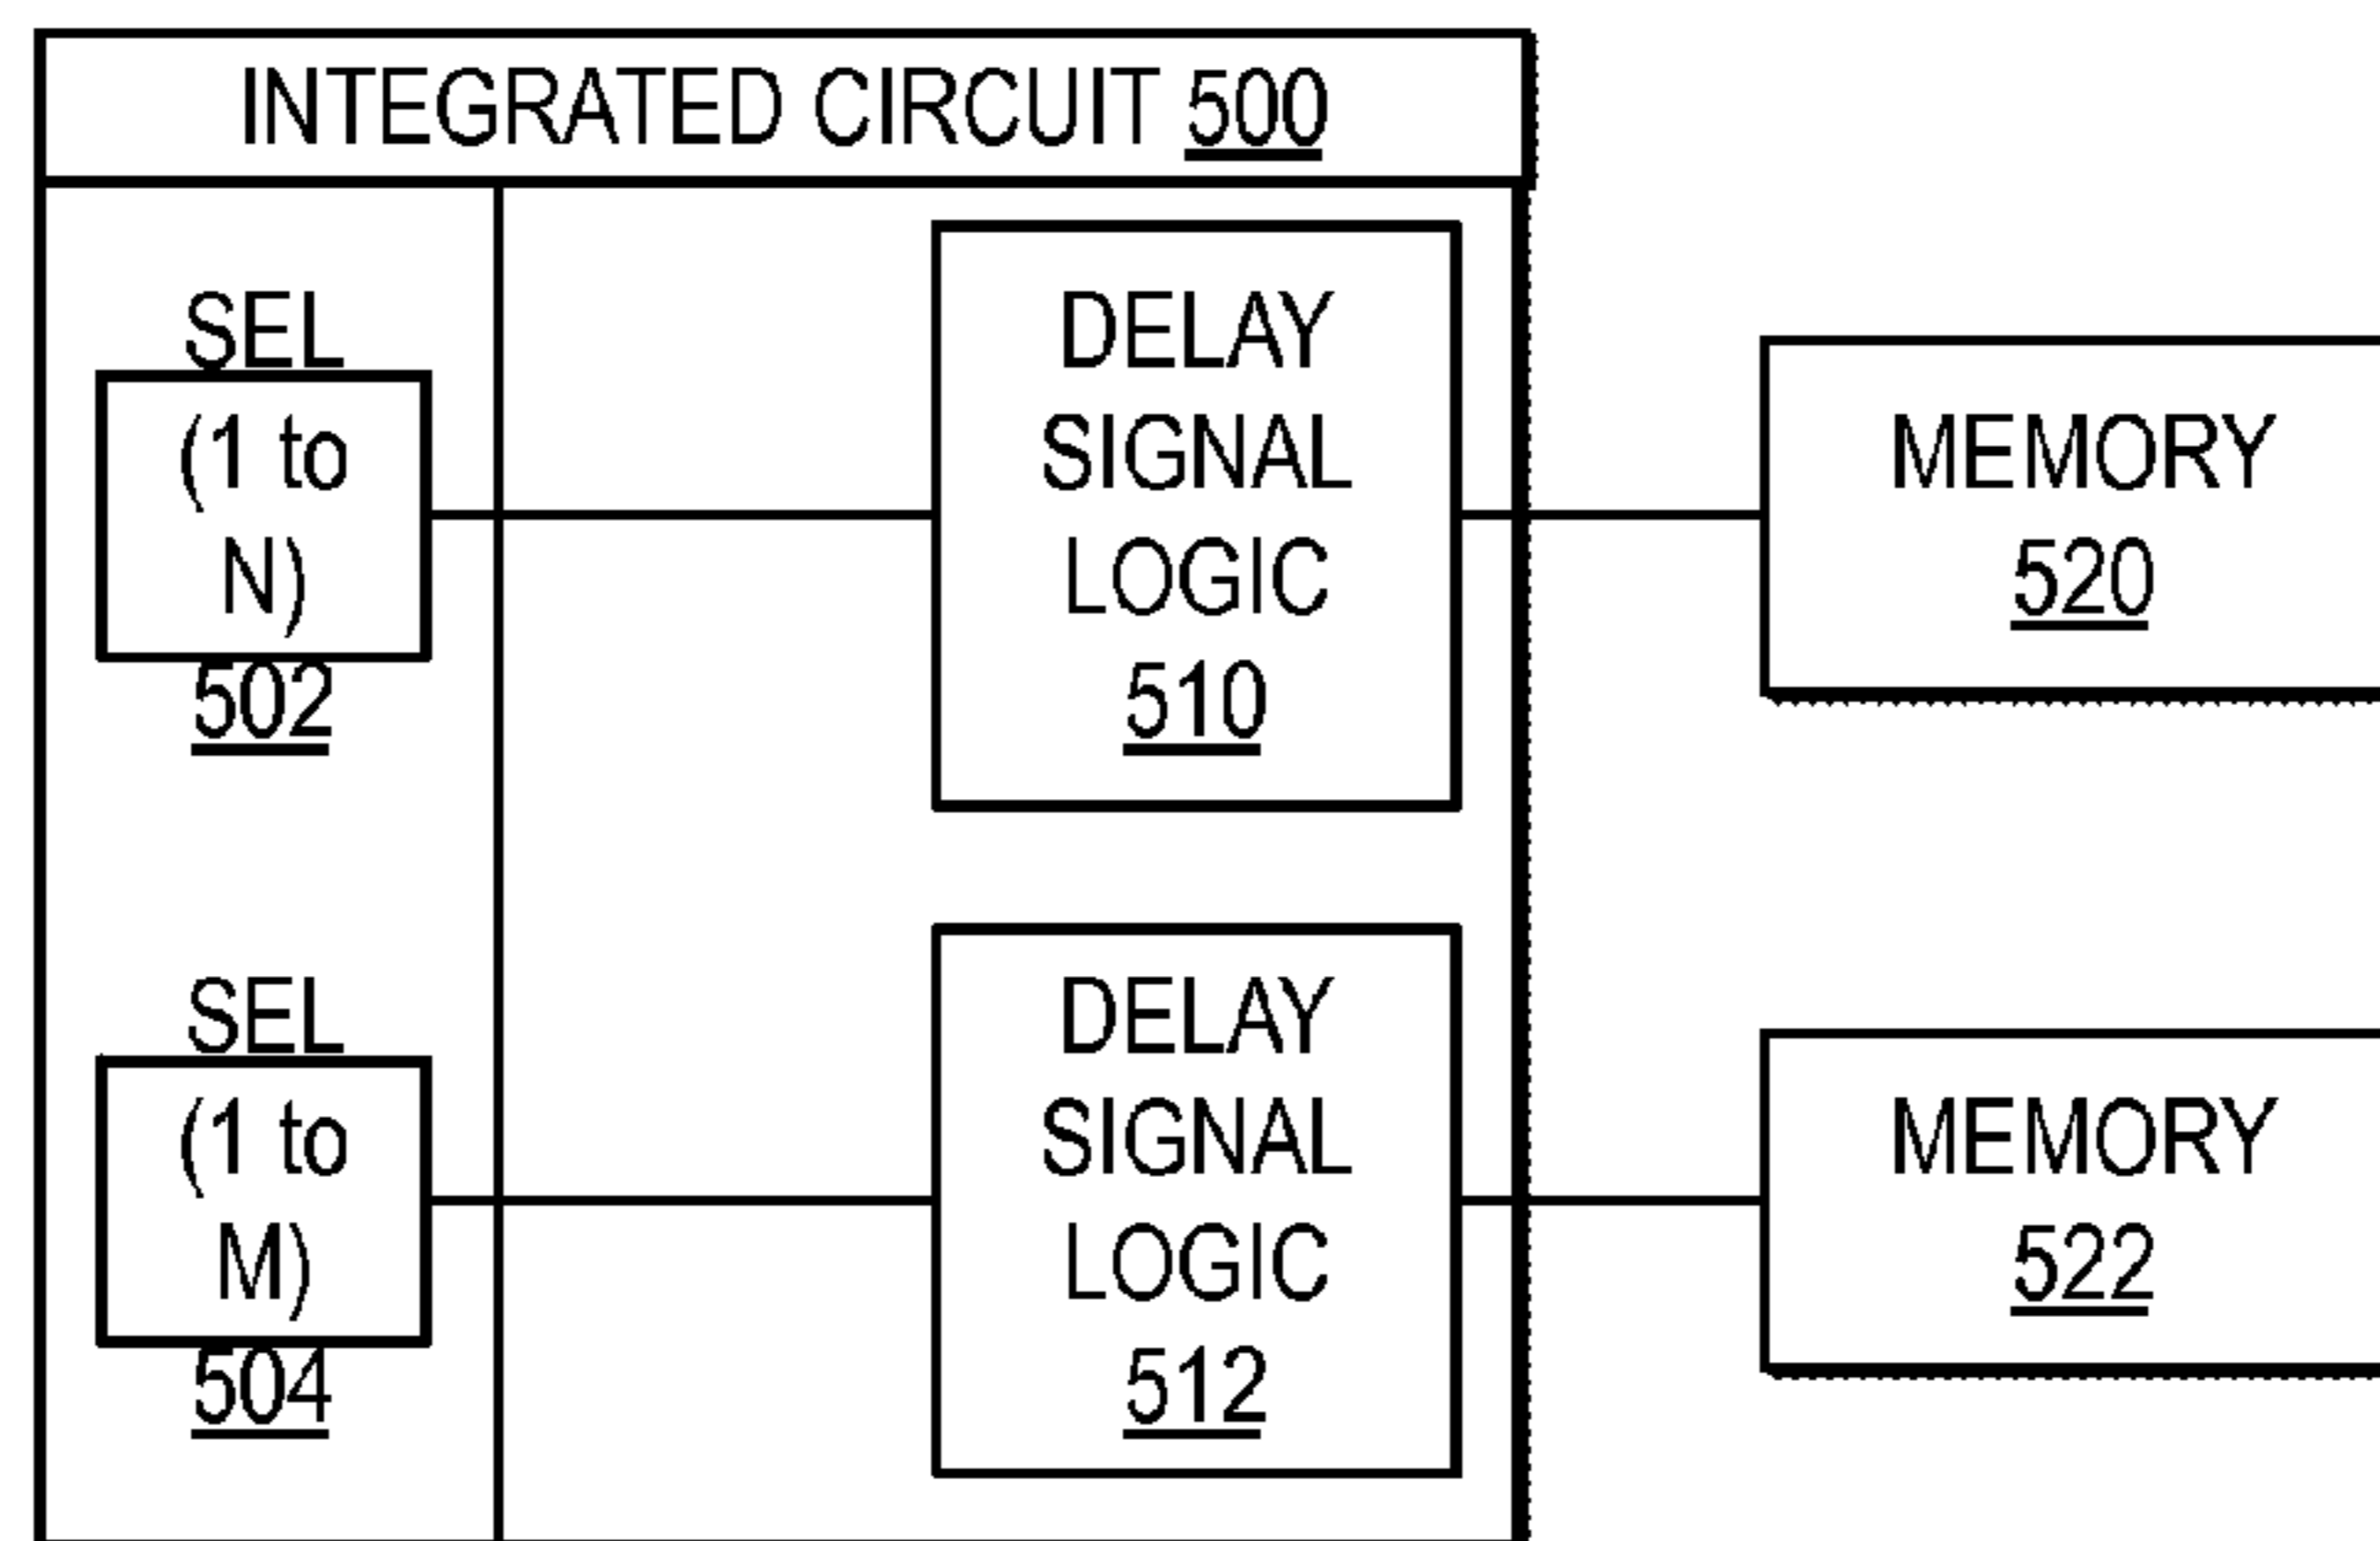 INTEGRATED CIRCUIT 500
SEL
(1 to
N)
502
DELAY
SIGNAL
LOGIC
510
MEMORY
520
SEL
(1 to
M)
504
DELAY
SIGNAL
LOGIC
512
MEMORY
522